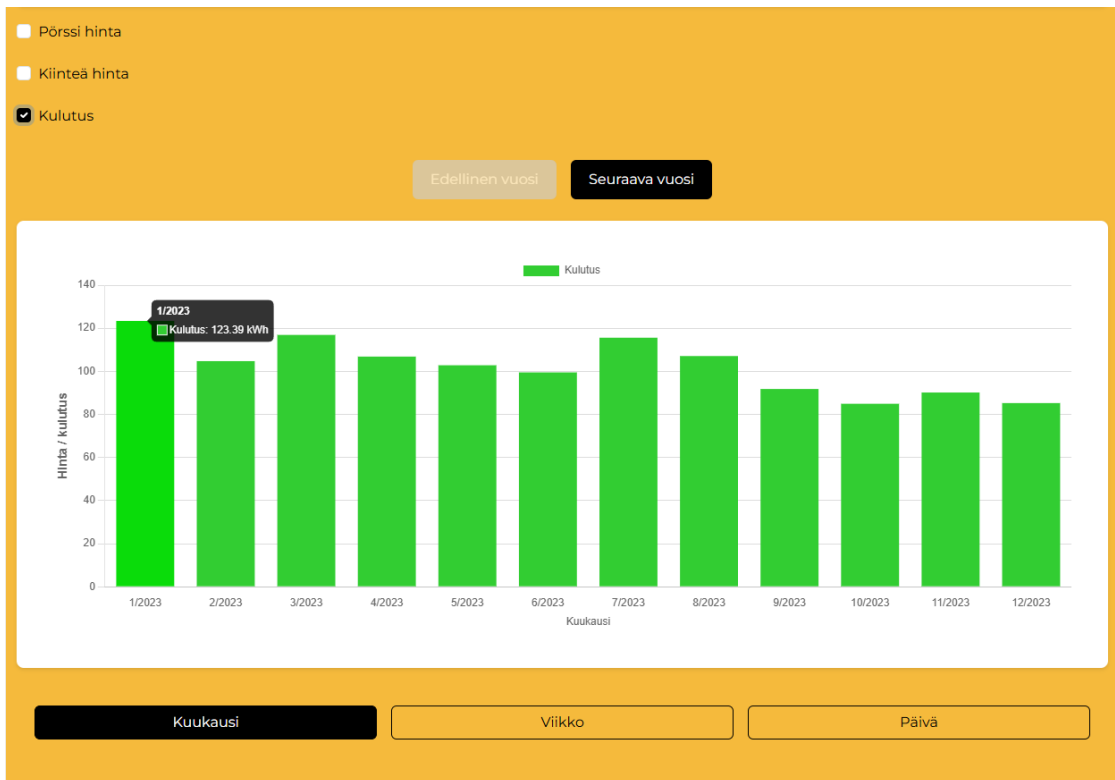 Pörssi hinta
Kiinteä hinta
Kulutus
Edellinen vuosi Seuraava vuosi
Kulutus
140
1/2023
Kulutus: 123.39 kWh
120
100
80
60
40
20
0
Hinta / kulutus
1/2023 2/2023 3/2023 4/2023 5/2023 6/2023 7/2023 8/2023 9/2023 10/2023 11/2023 12/2023
Kuukausi
Kuukausi Viikko Päivä